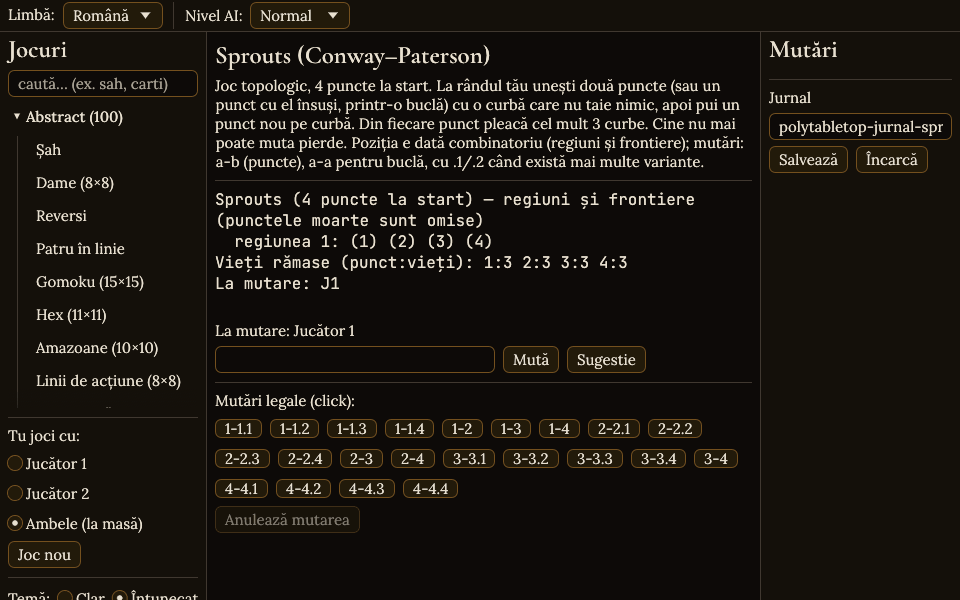 Limbă: Română ▼ Nivel AI: Normal ▼
Jocuri
caută... (ex. sah, carti)
▼ Abstract (100)
Șah
Dame (8×8)
Reversi
Patru în linie
Gomoku (15×15)
Hex (11×11)
Amazoane (10×10)
Linii de acțiune (8×8)
Tu joci cu:
Jucător 1
Jucător 2
Ambele (la masă)
Joc nou
Temă: Clar Întunecat
Sprouts (Conway–Paterson)
Joc topologic, 4 puncte la start. La rândul tău unești două puncte (sau un
punct cu el însuși, printr-o buclă) cu o curbă care nu taie nimic, apoi pui un
punct nou pe curbă. Din fiecare punct pleacă cel mult 3 curbe. Cine nu mai
poate muta pierde. Poziția e dată combinatoriu (regiuni și frontiere); mutări:
a-b (puncte), a-a pentru buclă, cu .1/.2 când există mai multe variante.
Sprouts (4 puncte la start) — regiuni și frontiere
(punctele moarte sunt omise)
regiunea 1: (1) (2) (3) (4)
Vieți rămase (punct:vieți): 1:3 2:3 3:3 4:3
La mutare: J1
La mutare: Jucător 1
Mută Sugestie
Mutări legale (click):
1-1.1 1-1.2 1-1.3 1-1.4 1-2 1-3 1-4 2-2.1 2-2.2
2-2.3 2-2.4 2-3 2-4 3-3.1 3-3.2 3-3.3 3-3.4 3-4
4-4.1 4-4.2 4-4.3 4-4.4
Anulează mutarea
Mutări
Jurnal
polytabletop-jurnal-spr
Salvează Încarcă